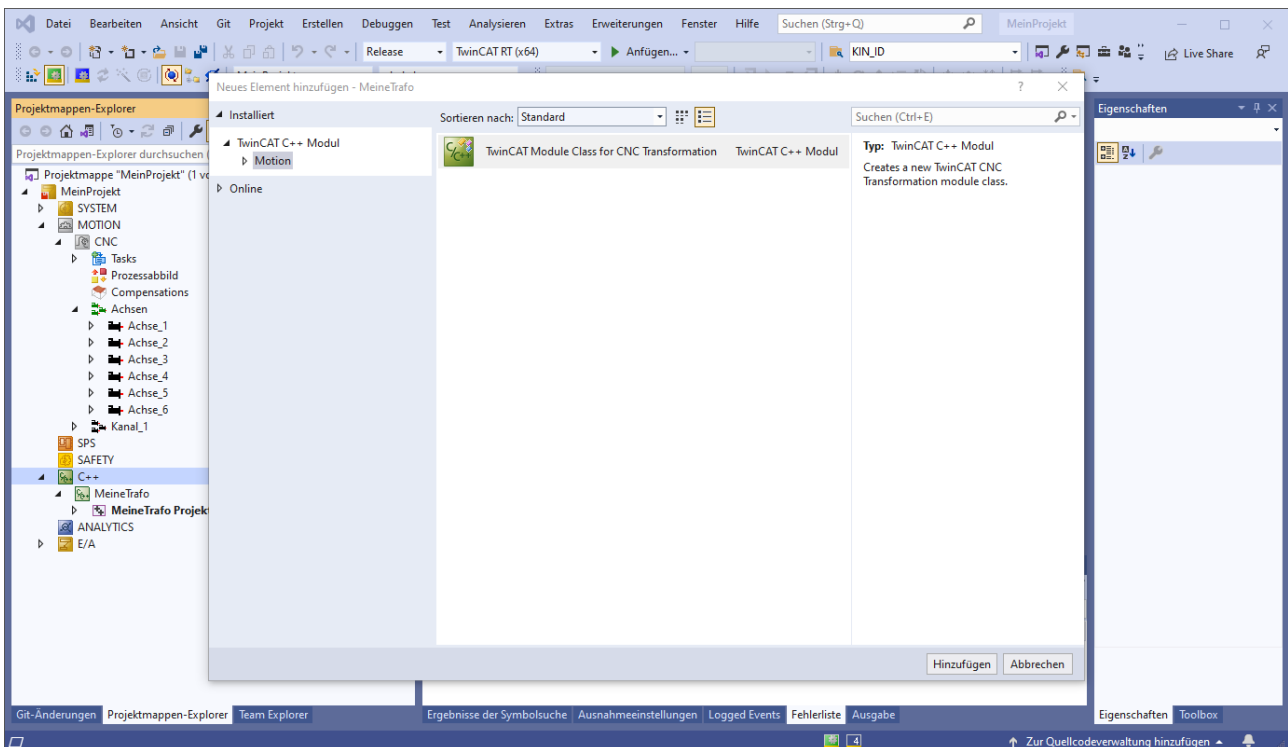 Datei Bearbeiten Ansicht Git Projekt Erstellen Debuggen Test Analysieren Extras Erweiterungen Fenster Hilfe Suchen (Strg+Q) MeinProjekt
Release TwinCAT RT (x64) Anfügen... KIN_ID Live Share
Neues Element hinzufügen - MeineTrafo
Projektmappen-Explorer
Projektmappen-Explorer durchsuchen (
Projektmappe "MeinProjekt" (1 vo
MeinProjekt
SYSTEM
MOTION
CNC
Tasks
Prozessabbild
Compensations
Achsen
Achse_1
Achse_2
Achse_3
Achse_4
Achse_5
Achse_6
Kanal_1
SPS
SAFETY
C++
MeineTrafo
MeineTrafo Projek
ANALYTICS
E/A
Installiert
TwinCAT C++ Modul
Motion
Online
Sortieren nach: Standard
TwinCAT Module Class for CNC Transformation TwinCAT C++ Modul
Suchen (Ctrl+E)
Typ: TwinCAT C++ Modul
Creates a new TwinCAT CNC
Transformation module class.
Hinzufügen Abbrechen
Eigenschaften
Git-Änderungen Projektmappen-Explorer Team Explorer
Ergebnisse der Symbolsuche Ausnahmeeinstellungen Logged Events Fehlerliste Ausgabe
Eigenschaften Toolbox
4 Zur Quellcodeverwaltung hinzufügen